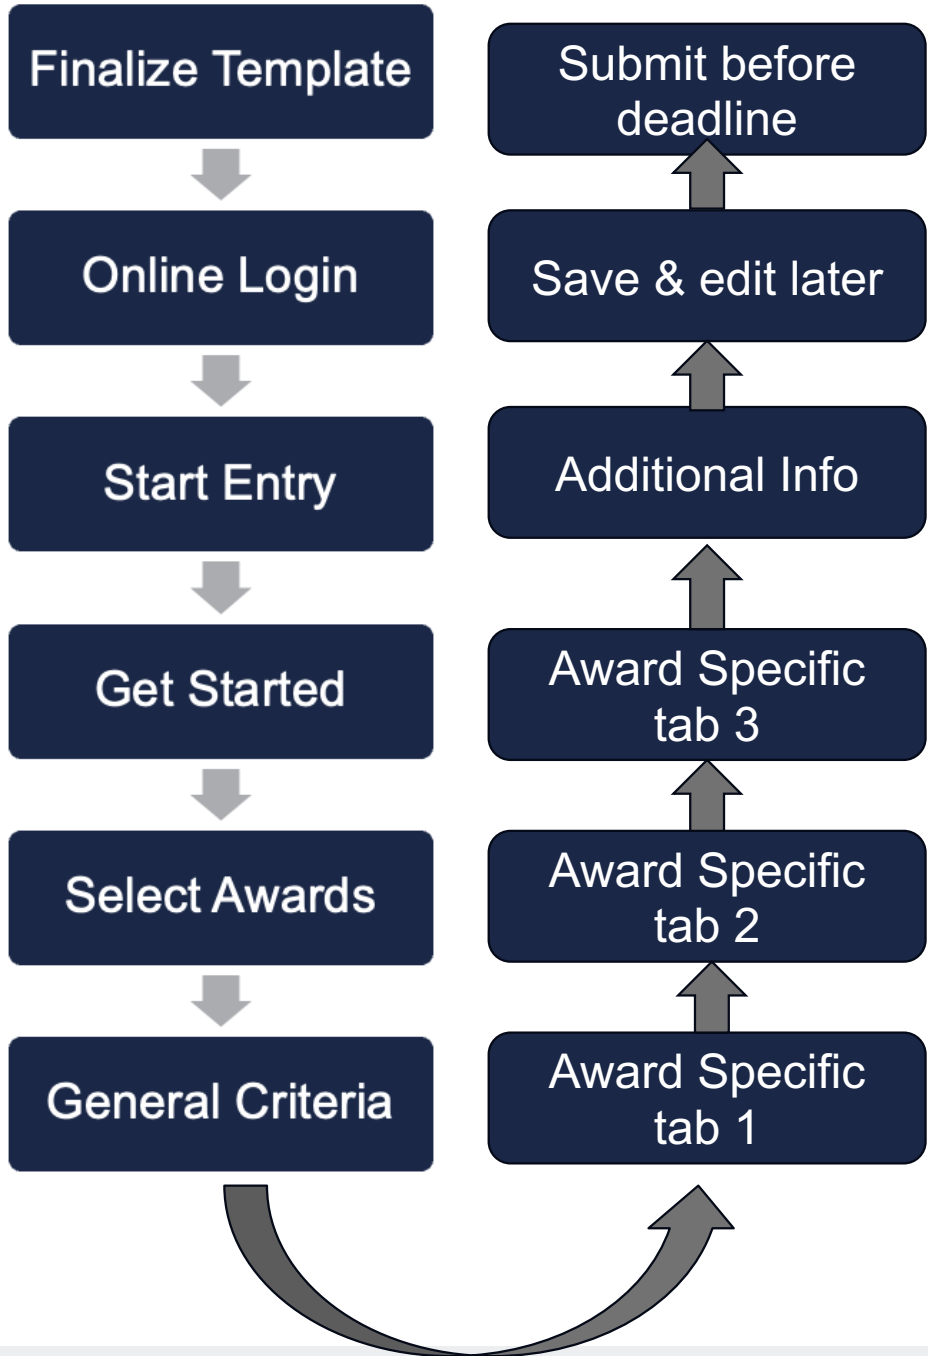 Finalize Template
Online Login
Start Entry
Get Started
Select Awards
General Criteria
Award Specific
tab 1
Award Specific
tab 2
Award Specific
tab 3
Additional Info
Save & edit later
Submit before
deadline